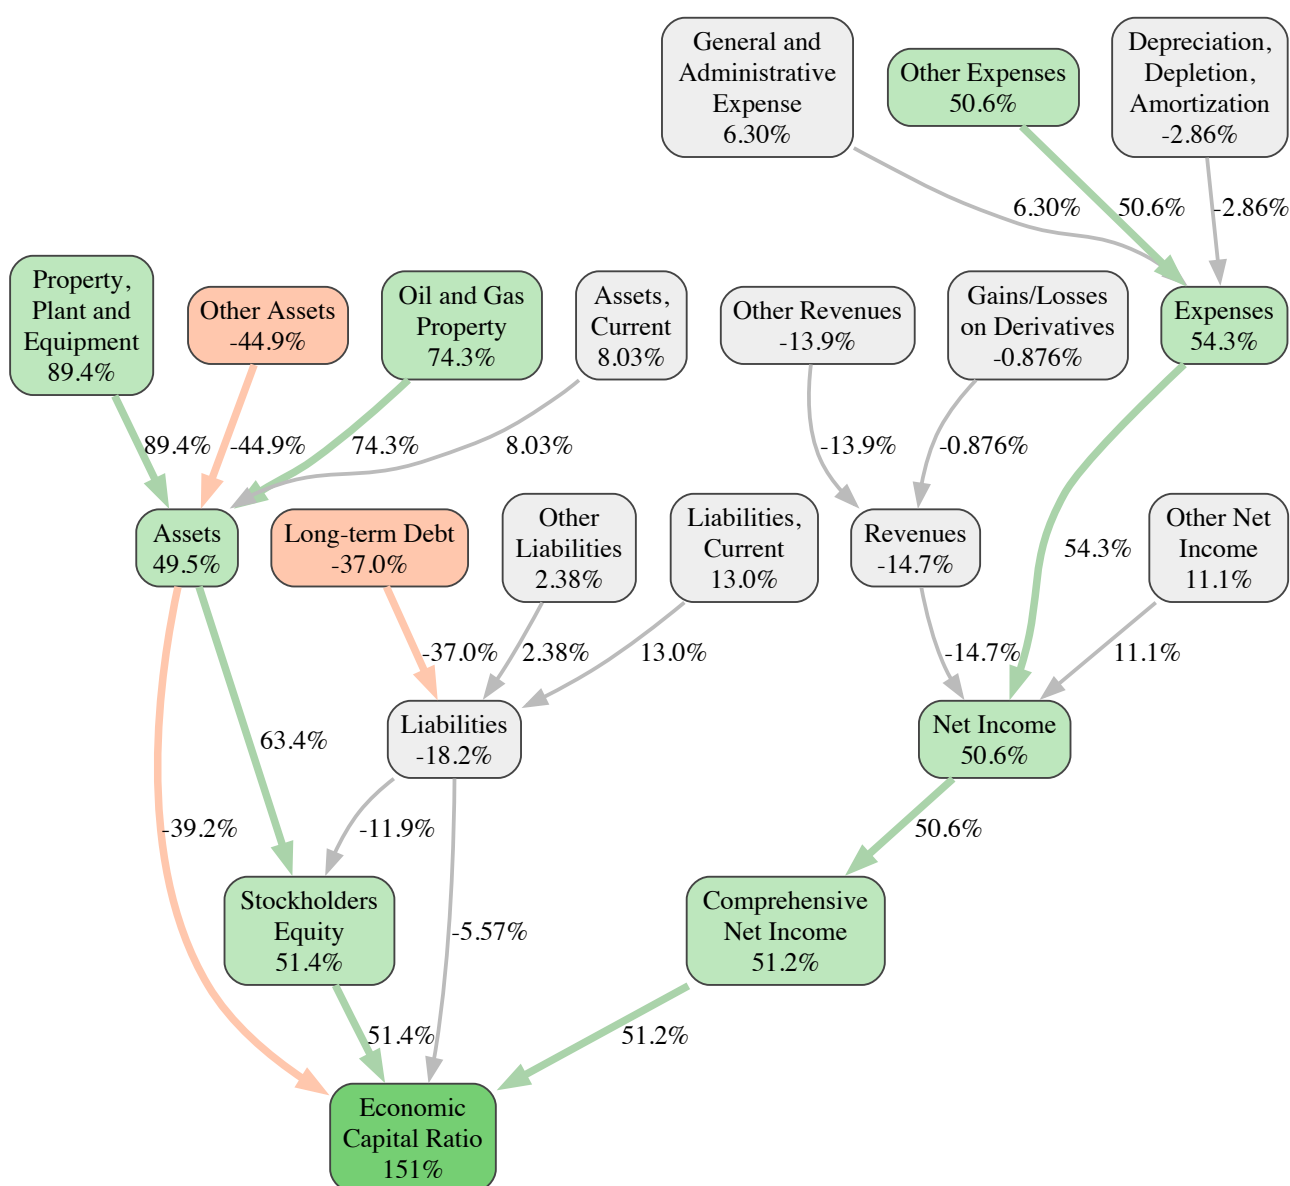 General and
Administrative
Expense
6.30%
Other Expenses
50.6%
Depreciation,
Depletion,
Amortization
-2.86%
6.30%
50.6%
-2.86%
Property,
Plant and
Equipment
89.4%
Other Assets
-44.9%
Oil and Gas
Property
74.3%
Assets,
Current
8.03%
Other Revenues
-13.9%
Gains/Losses
on Derivatives
-0.876%
Expenses
54.3%
89.4%
-44.9%
74.3%
8.03%
-13.9%
-0.876%
Assets
49.5%
Long-term Debt
-37.0%
Other
Liabilities
2.38%
Liabilities,
Current
13.0%
Revenues
-14.7%
54.3%
Other Net
Income
11.1%
-37.0%
2.38%
13.0%
-14.7%
11.1%
63.4%
Liabilities
-18.2%
Net Income
50.6%
-39.2%
-11.9%
50.6%
Stockholders
Equity
51.4%
-5.57%
Comprehensive
Net Income
51.2%
51.4%
51.2%
Economic
Capital Ratio
151%